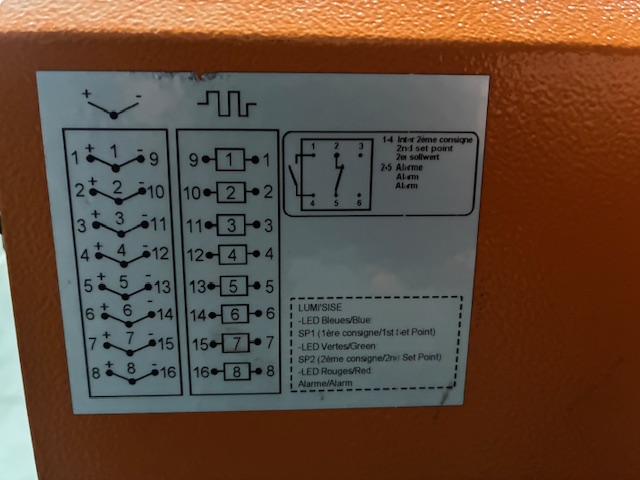 + -
1 + 1 - 9
2 + 2 - 10
3 + 3 - 11
4 + 4 - 12
5 + 5 - 13
6 + 6 - 14
7 + 7 - 15
8 + 8 - 16
9 1 1
10 2 2
11 3 3
12 4 4
13 5 5
14 6 6
15 7 7
16 8 8
1 2 3
4 5 6
1-4 Inter 2ème consigne
2nd set point
2er sollwert
2-5 Alarme
Alarm
Alarm
LUMI'SISE
-LED Bleues/Blue:
SP1 (1ère consigne/1st Set Point)
-LED Vertes/Green:
SP2 (2ème consigne/2nd Set Point)
-LED Rouges/Red:
Alarme/Alarm